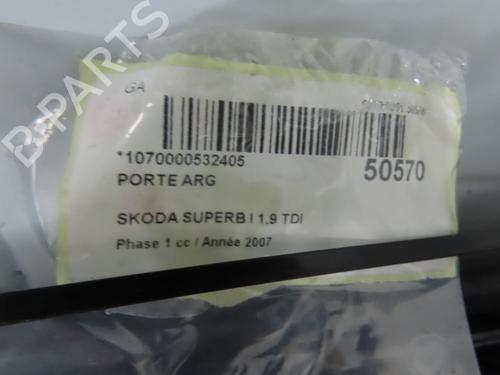 GA
*1070000532405
50570
PORTE ARG
SKODA SUPERB I 1.9 TDI
Phase 1 cc / Année 2007
B-PARTS